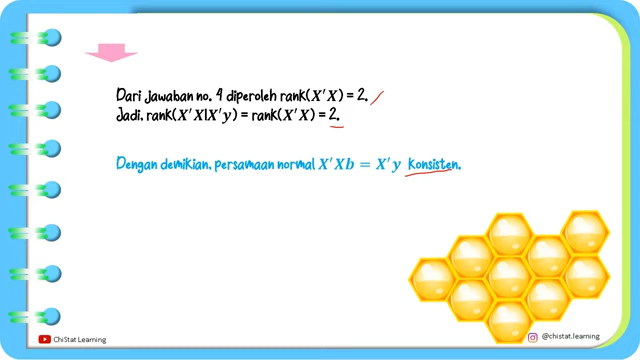 Dari jawaban no. 4 diperoleh rank(X′X) = 2.
Jadi, rank(X′X|X′y) = rank(X′X) = 2.
Dengan demikian, persamaan normal X′Xb = X′y Konsisten.
ChiStat Learning
@chistat.learning